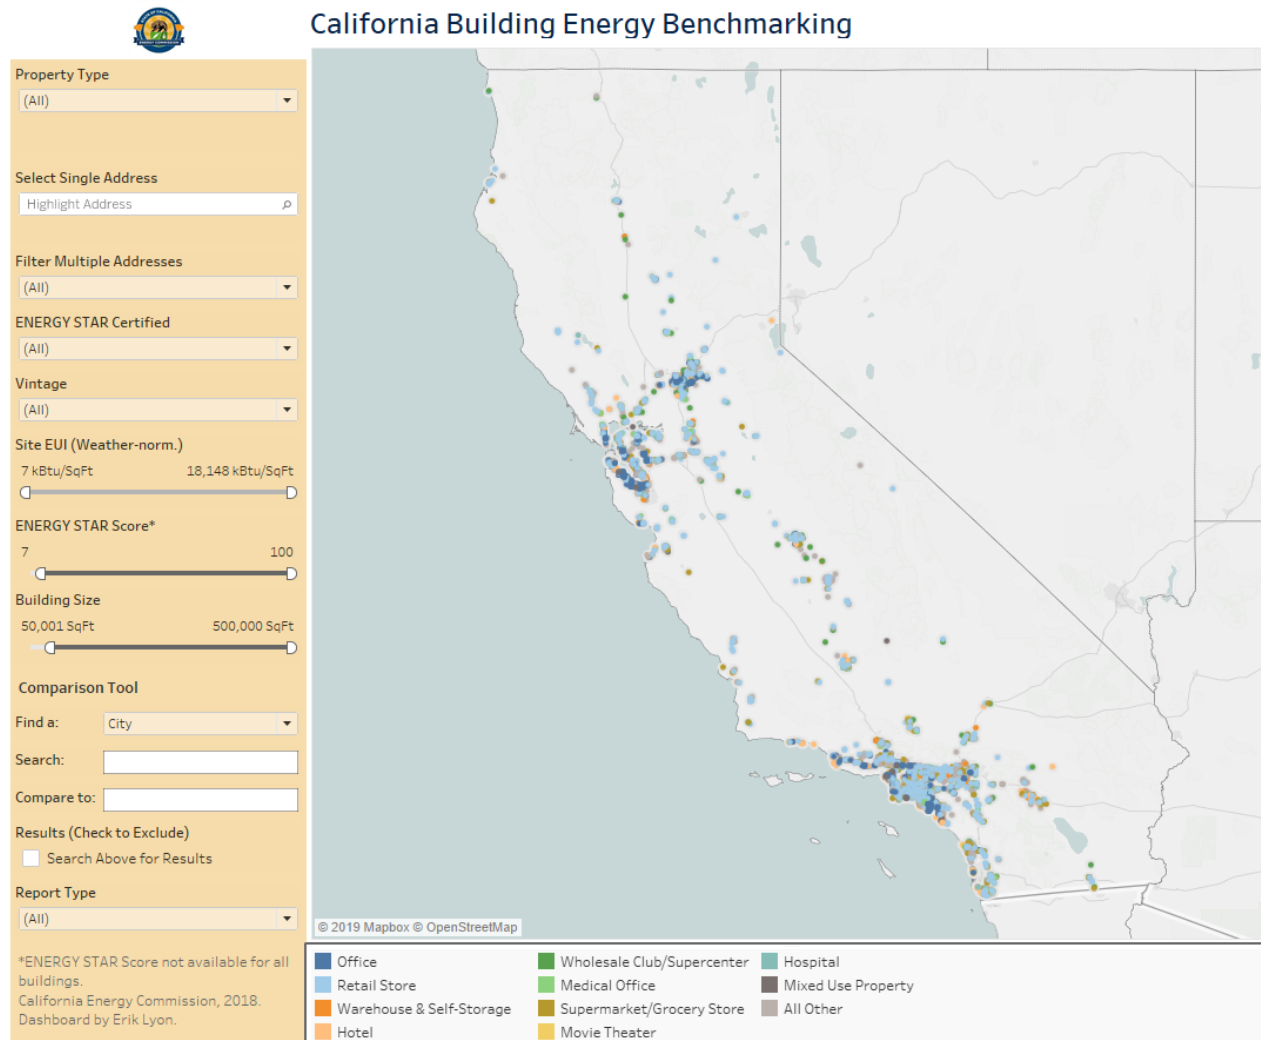 California Building Energy Benchmarking
Property Type
(All)
Select Single Address
Highlight Address
Filter Multiple Addresses
(All)
ENERGY STAR Certified
(All)
Vintage
(All)
Site EUI (Weather-norm.)
7 kBtu/SqFt 18,148 kBtu/SqFt
ENERGY STAR Score*
7 100
Building Size
50,001 SqFt 500,000 SqFt
Comparison Tool
Find a: City
Search:
Compare to:
Results (Check to Exclude)
Search Above for Results
Report Type
(All)
*ENERGY STAR Score not available for all
buildings.
California Energy Commission, 2018.
Dashboard by Erik Lyon.
© 2019 Mapbox © OpenStreetMap
Office
Retail Store
Warehouse & Self-Storage
Hotel
Wholesale Club/Supercenter
Medical Office
Supermarket/Grocery Store
Movie Theater
Hospital
Mixed Use Property
All Other